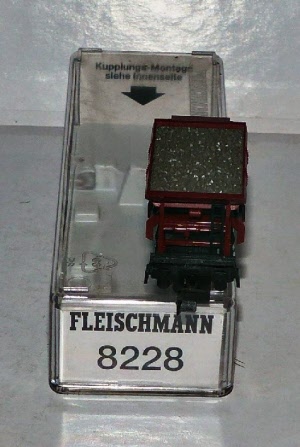 Kupplungs-Montage
siehe Innenseite
FLEISCHMANN
8228